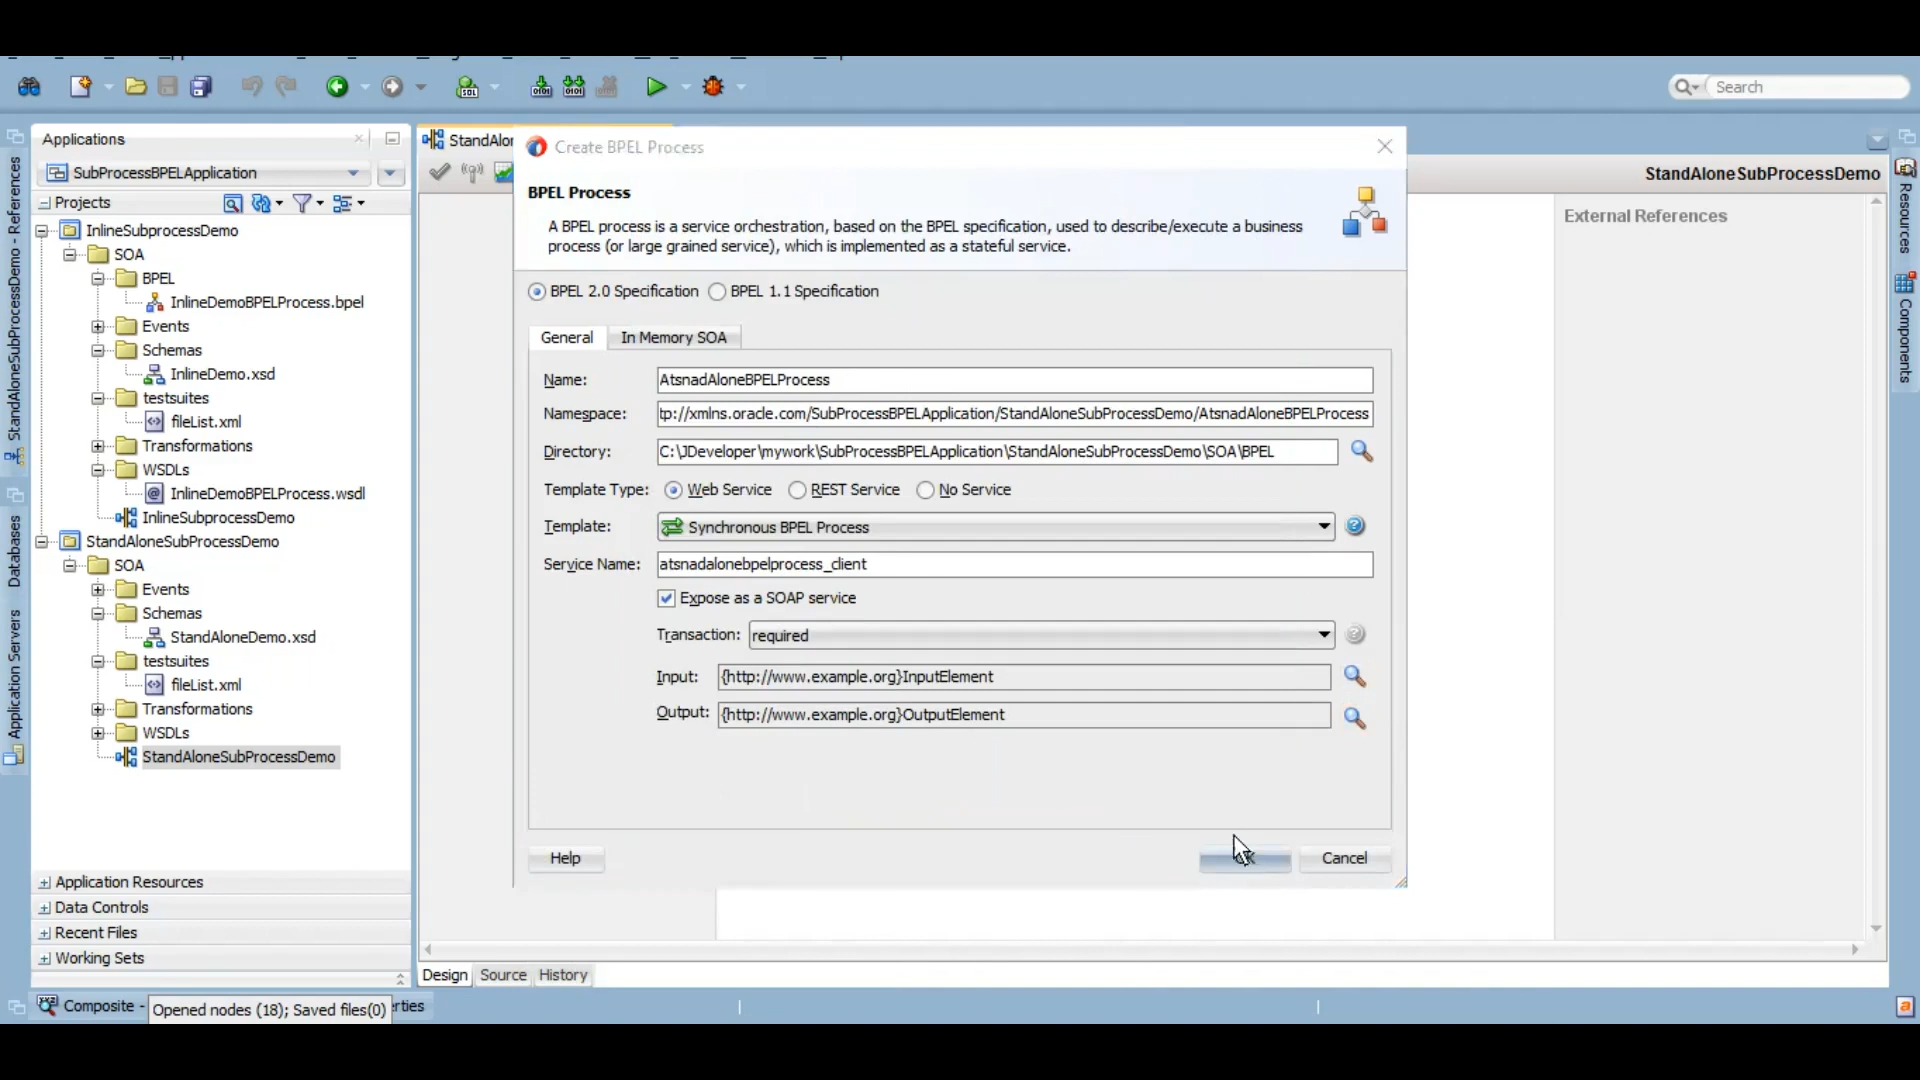 Search
StandAloneSubProcessDemo - References
Databases
Application Servers
Applications
SubProcessBPELApplication
Projects
InlineSubprocessDemo
SOA
BPEL
InlineDemoBPELProcess.bpel
Events
Schemas
InlineDemo.xsd
testsuites
fileList.xml
Transformations
WSDLs
InlineDemoBPELProcess.wsdl
InlineSubprocessDemo
StandAloneSubProcessDemo
SOA
Events
Schemas
StandAloneDemo.xsd
testsuites
fileList.xml
Transformations
WSDLs
StandAloneSubProcessDemo
Application Resources
Data Controls
Recent Files
Working Sets
StandAlon
Create BPEL Process
BPEL Process
A BPEL process is a service orchestration, based on the BPEL specification, used to describe/execute a business
process (or large grained service), which is implemented as a stateful service.
BPEL 2.0 Specification BPEL 1.1 Specification
General In Memory SOA
Name: AtsnadAloneBPELProcess
Namespace: tp://xmlns.oracle.com/SubProcessBPELApplication/StandAloneSubProcessDemo/AtsnadAloneBPELProcess
Directory: C:\JDeveloper\mywork\SubProcessBPELApplication\StandAloneSubProcessDemo\SOA\BPEL
Template Type: Web Service REST Service No Service
Template: Synchronous BPEL Process
Service Name: atsnadalonebpelprocess_client
Expose as a SOAP service
Transaction: required
Input: {http://www.example.org}InputElement
Output: {http://www.example.org}OutputElement
Help Cancel
StandAloneSubProcessDemo
External References
Resources
Components
Design Source History
Composite - Opened nodes (18); Saved files(0) rties